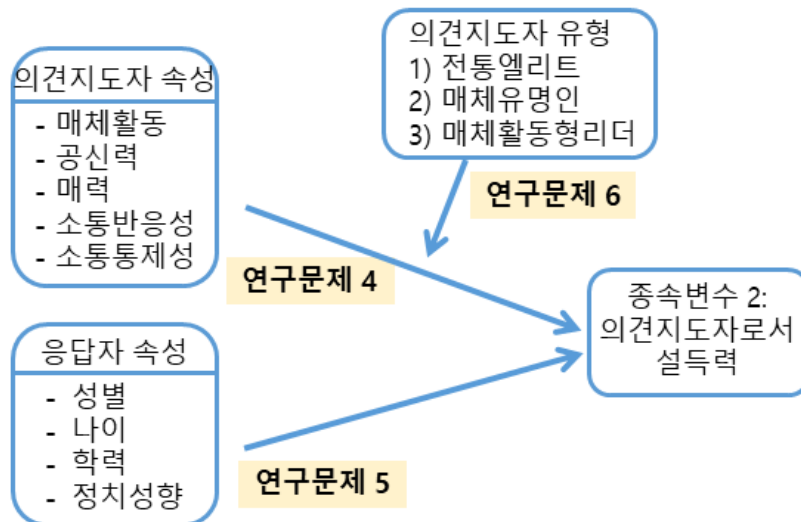 의견지도자 속성
- 매체활동
- 공신력
- 매력
- 소통반응성
- 소통통제성
의견지도자 유형
1) 전통엘리트
2) 매체유명인
3) 매체활동형리더
연구문제 6
연구문제 4
종속변수 2:
의견지도자로서
설득력
응답자 속성
- 성별
- 나이
- 학력
- 정치성향
연구문제 5